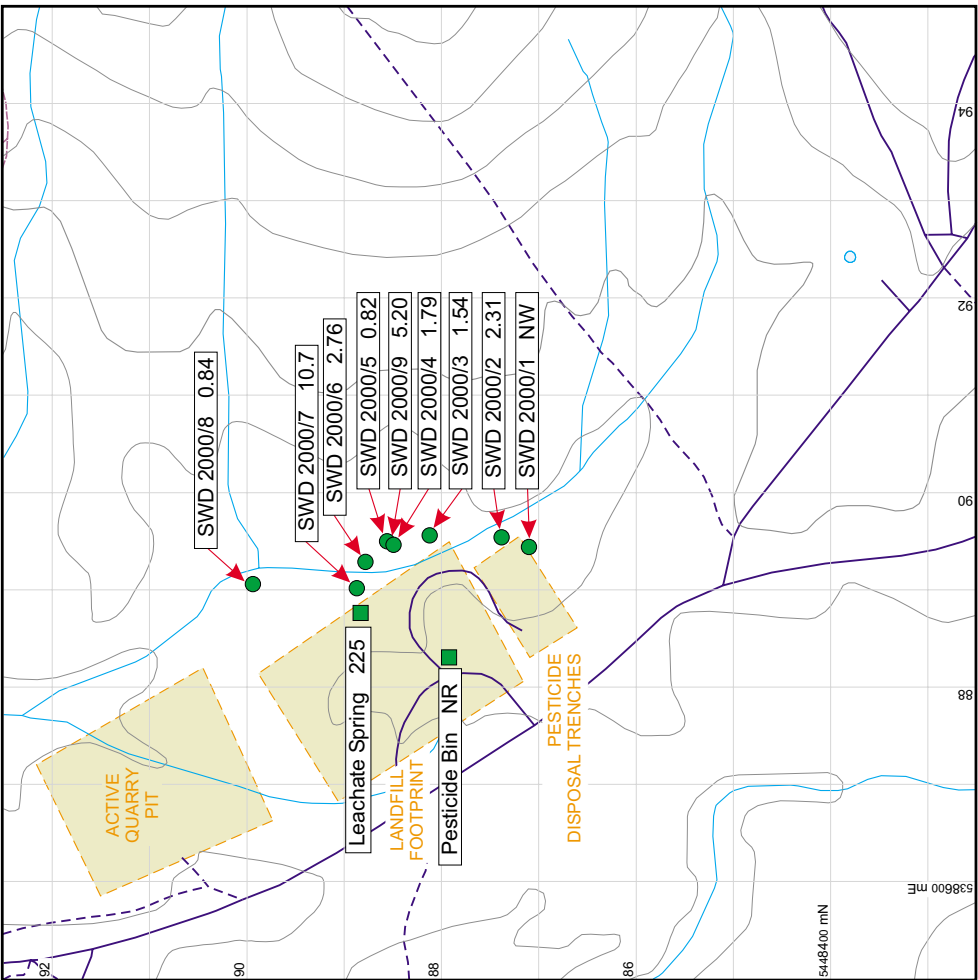 SWD 2000/8 0.84
SWD 2000/7 10.7
SWD 2000/6 2.76
SWD 2000/5 0.82
SWD 2000/9 5.20
SWD 2000/4 1.79
SWD 2000/3 1.54
SWD 2000/2 2.31
SWD 2000/1 NW
Leachate Spring 225
Pesticide Bin NR
ACTIVE
QUARRY
PIT
LANDFILL
FOOTPRINT
PESTICIDE
DISPOSAL TRENCHES
92
90
88
86
5448400 mN
94
92
90
88
538600 mE